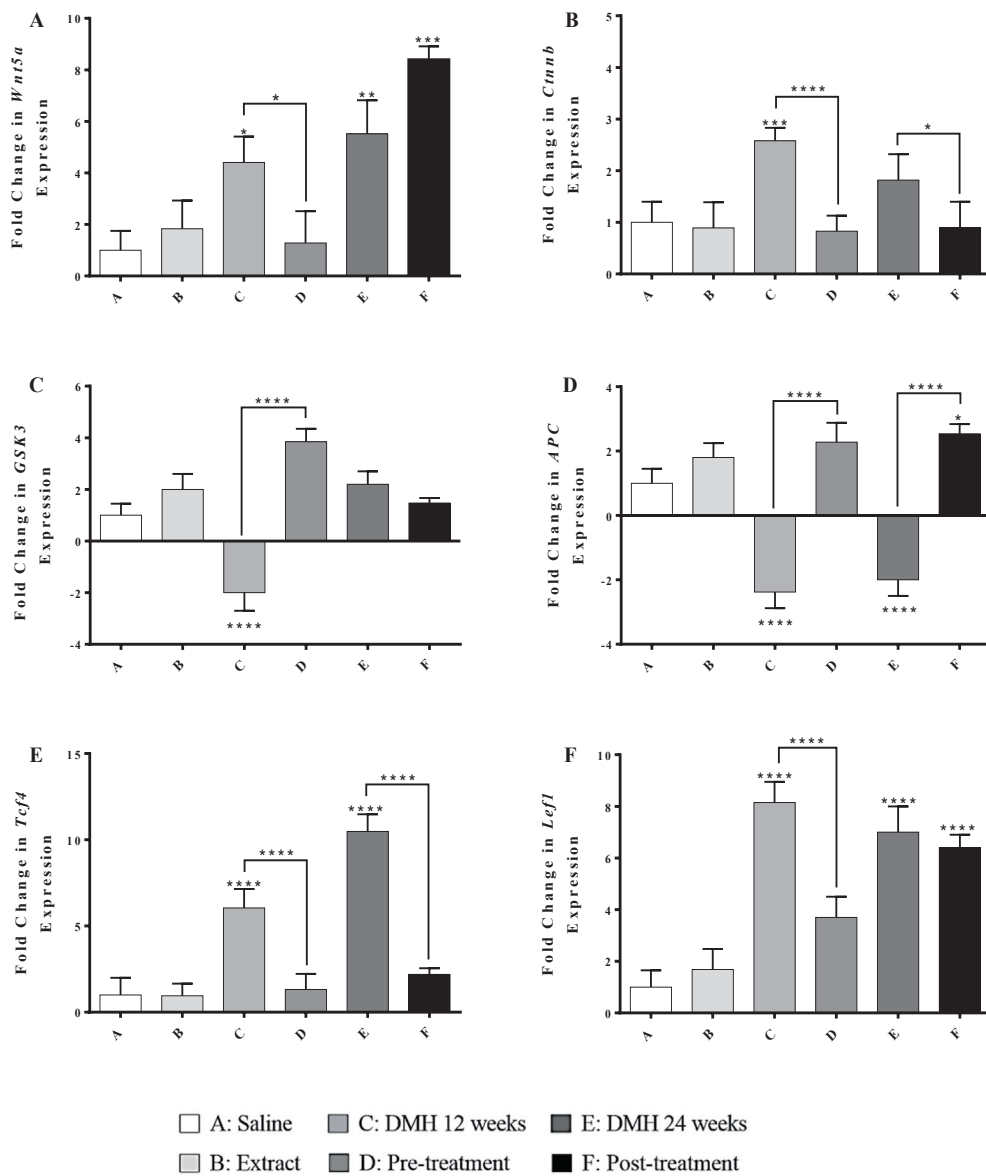 A
Fold Change in Wnt5a
Expression
10
8
6
4
2
0
*
*
**
***
A B C D E F
B
Fold Change in Ctnnb
Expression
5
4
3
2
1
0
***
****
*
A B C D E F
C
Fold Change in GSK3
Expression
6
4
2
0
-2
-4
****
****
A B C D E F
D
Fold Change in APC
Expression
4
2
0
-2
-4
****
****
*
****
****
A B C D E F
E
Fold Change in Tcf4
Expression
15
10
5
0
****
****
****
****
A B C D E F
F
Fold Change in Lef1
Expression
10
8
6
4
2
0
****
****
****
****
A B C D E F
A: Saline C: DMH 12 weeks E: DMH 24 weeks
B: Extract D: Pre-treatment F: Post-treatment